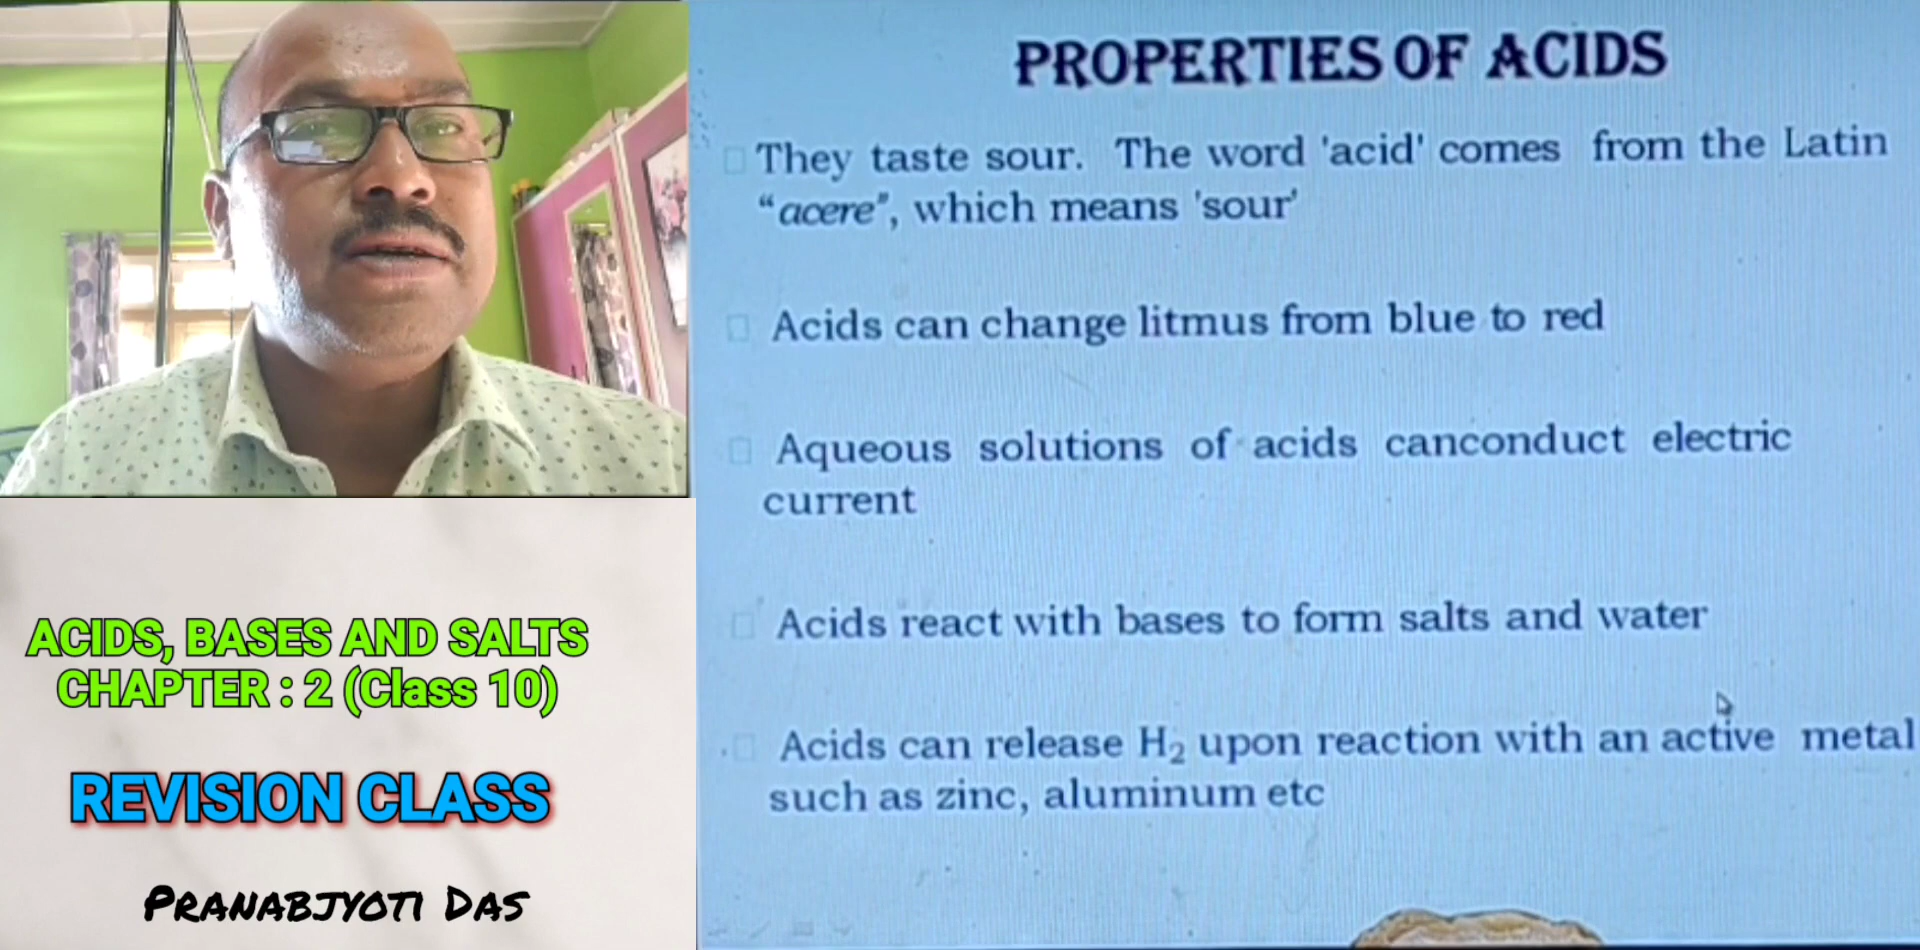 ACIDS, BASES AND SALTS
CHAPTER : 2 (Class 10)
REVISION CLASS
PRANABJYOTI DAS
PROPERTIES OF ACIDS
They taste sour. The word 'acid' comes from the Latin
“acere”, which means 'sour'
Acids can change litmus from blue to red
Aqueous solutions of acids canconduct electric
current
Acids react with bases to form salts and water
Acids can release H₂ upon reaction with an active metal
such as zinc, aluminum etc